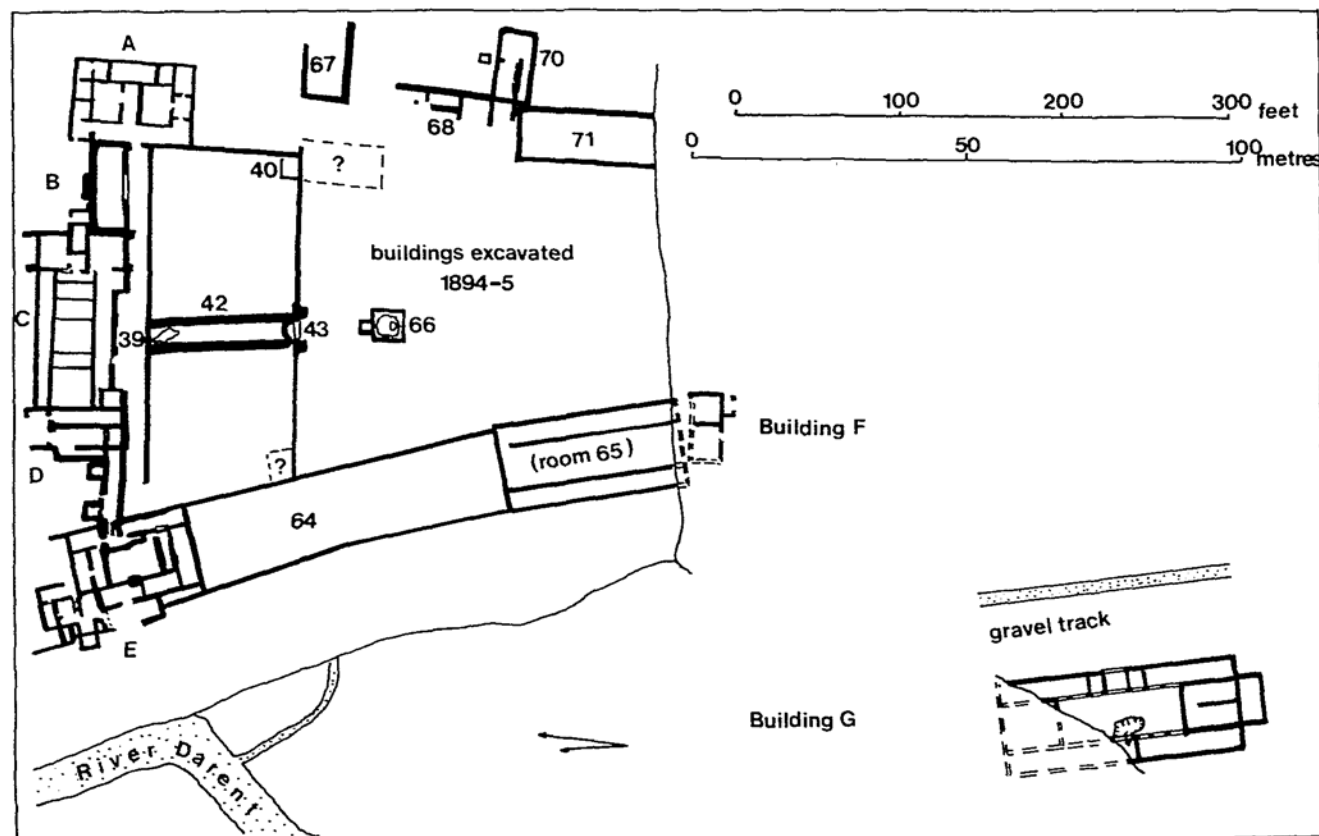 A
67
70
68
71
0 100 200 300 feet
0 50 100 metres
B
40
?
buildings excavated
1894-5
42
C
39
43
66
Building F
(room 65)
D
?
64
E
gravel track
Building G
River Darent